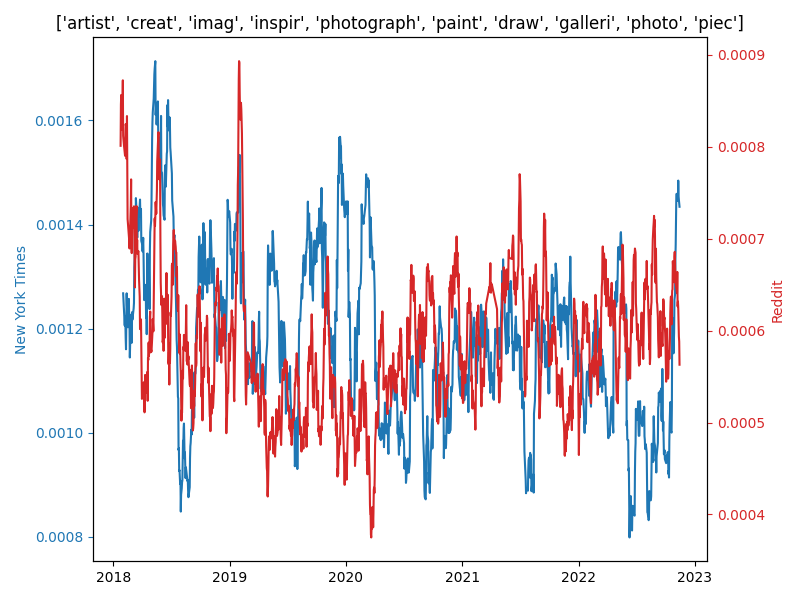 ['artist', 'creat', 'imag', 'inspir', 'photograph', 'paint', 'draw', 'galleri', 'photo', 'piec']
0.0016
0.0014
0.0012
0.0010
0.0008
New York Times
0.0009
0.0008
0.0007
0.0006
0.0005
0.0004
Reddit
2018 2019 2020 2021 2022 2023